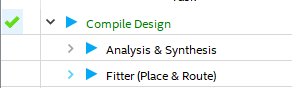 Compile Design
Analysis & Synthesis
Fitter (Place & Route)